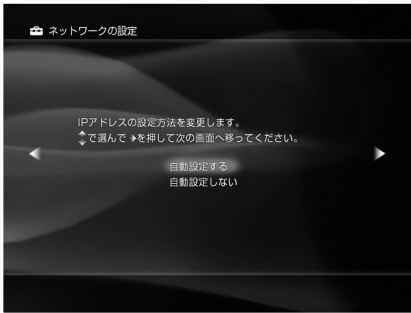 ネットワークの設定
IPアドレスの設定方法を変更します。
で選んで を押して次の画面へ移ってください。
自動設定する
自動設定しない